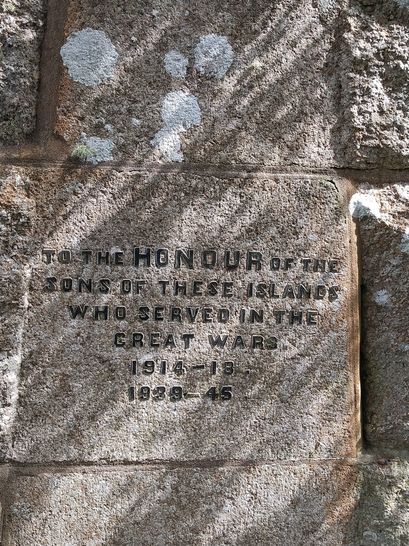 TO THE HONOUR OF THE
SONS OF THESE ISLANDS
WHO SERVED IN THE
GREAT WARS
1914-18.
1939-45